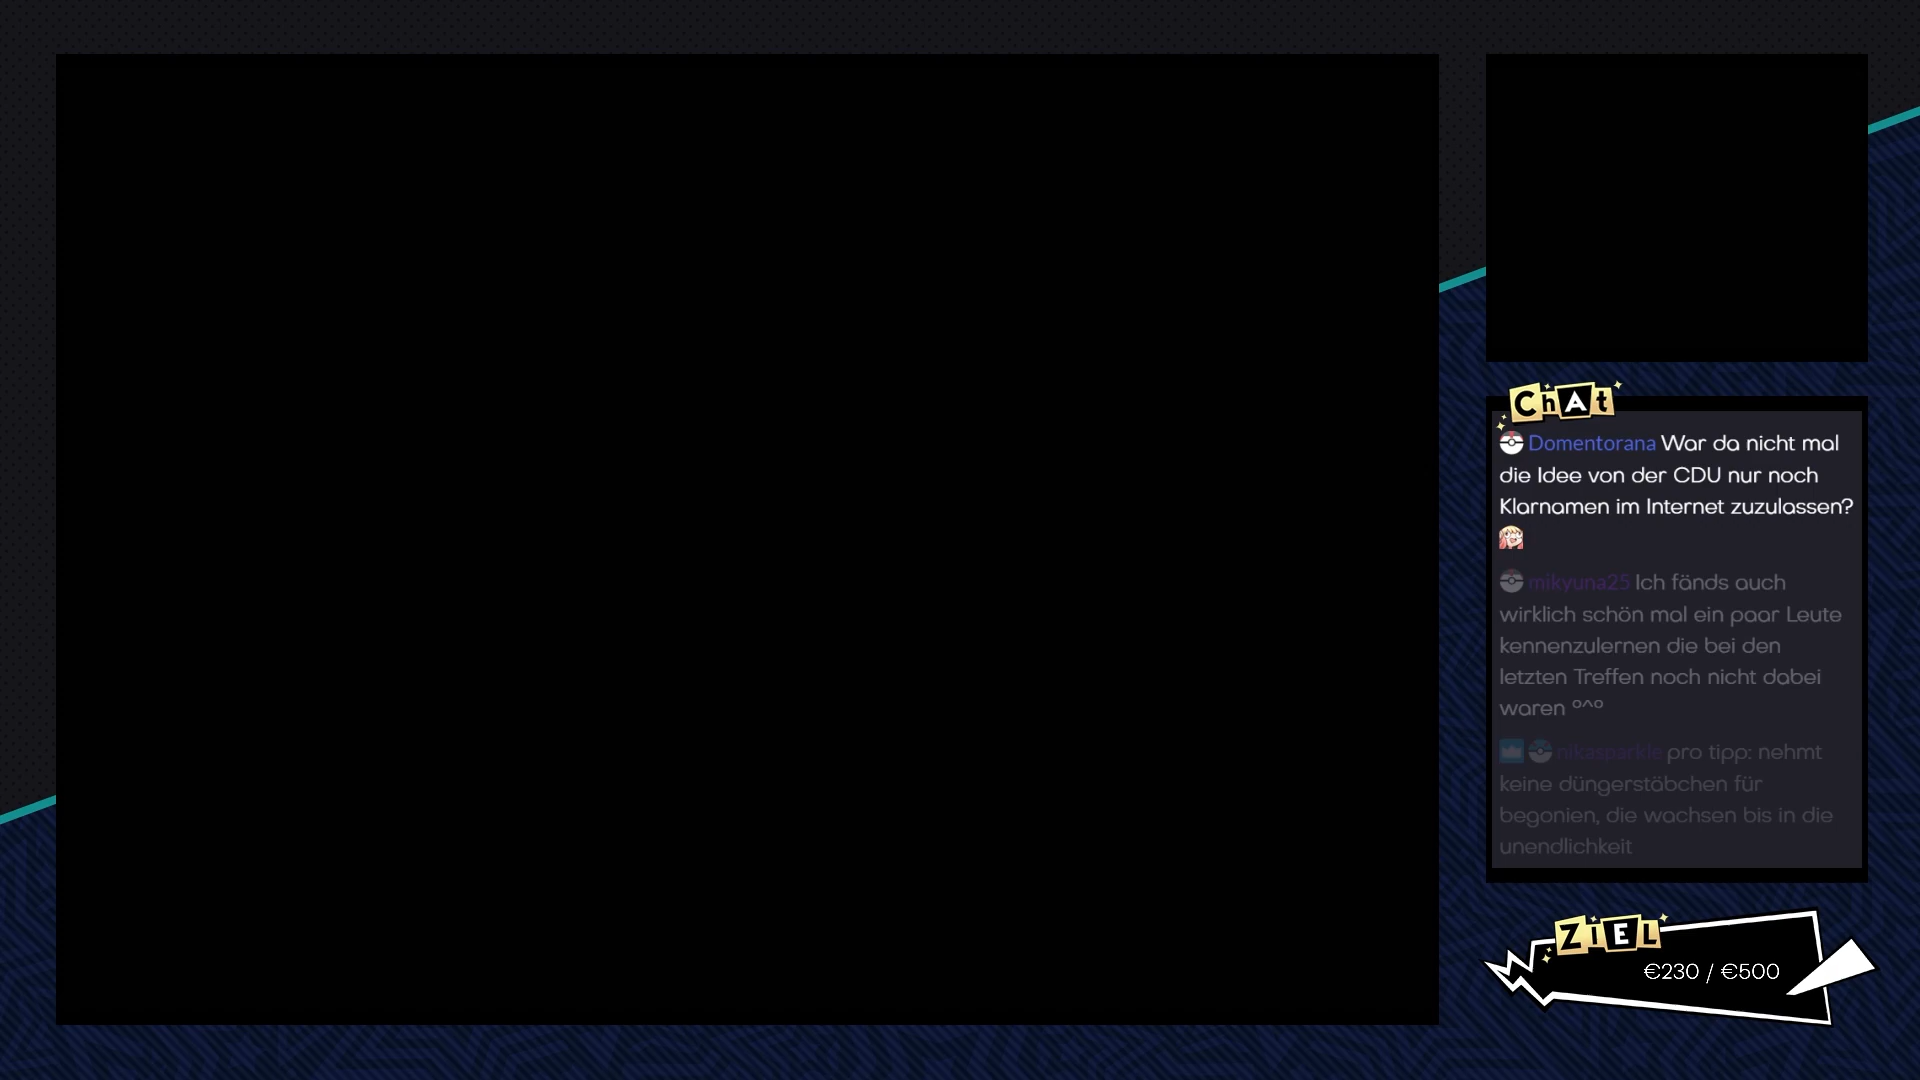 ChAt
Domentorana War da nicht mal
die Idee von der CDU nur noch
Klarnamen im Internet zuzulassen?
mikyuna25 Ich fänds auch
wirklich schön mal ein paar Leute
kennenzulernen die bei den
letzten Treffen noch nicht dabei
waren °^°
nikasparkle pro tipp: nehmt
keine düngerstäbchen für
begonien, die wachsen bis in die
unendlichkeit
ZiEL
€230 / €500